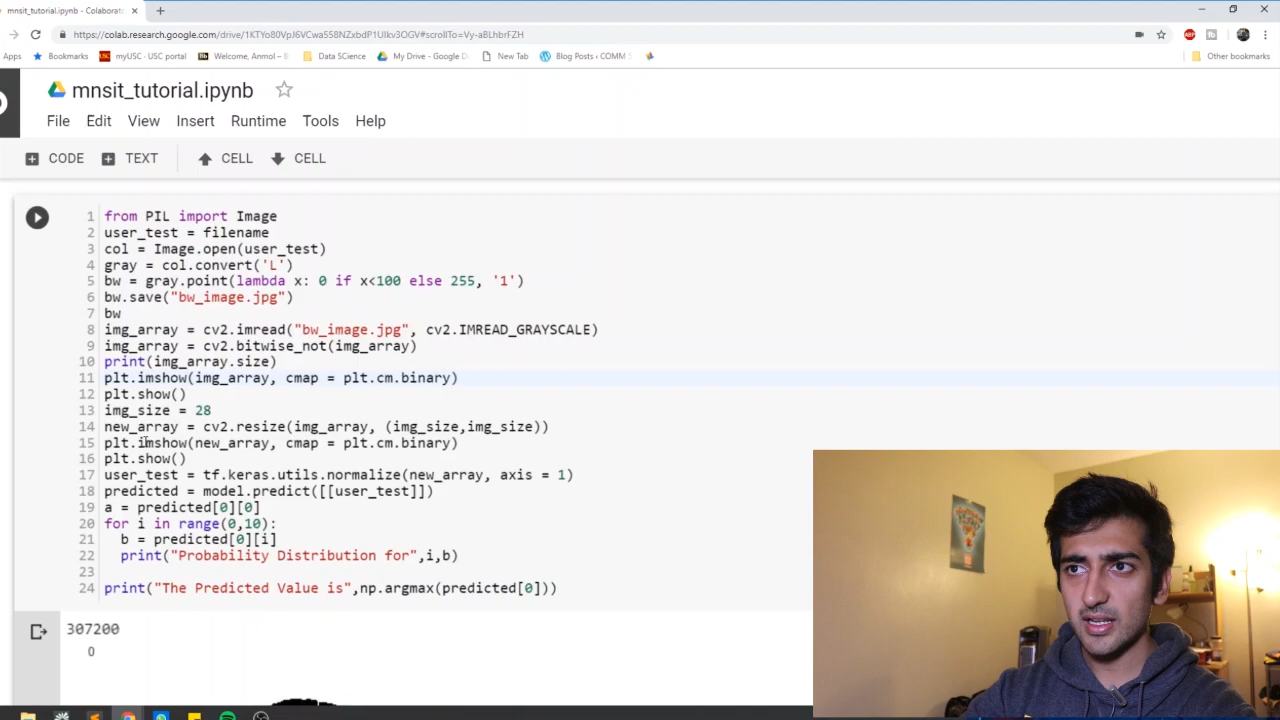 mnsit_tutorial.ipynb - Colaborat
https://colab.research.google.com/drive/1KTYo80VpJ6VCwa558NZxbdP1UIkv3OGV#scrollTo=Vy-aBLhbrFZH
Apps Bookmarks myUSC - USC portal Welcome, Anmol – B Data SCience My Drive - Google D New Tab Blog Posts ‹ COMM S Other bookmarks
mnsit_tutorial.ipynb
File Edit View Insert Runtime Tools Help
CODE TEXT CELL CELL
1 from PIL import Image
2 user_test = filename
3 col = Image.open(user_test)
4 gray = col.convert('L')
5 bw = gray.point(lambda x: 0 if x<100 else 255, '1')
6 bw.save("bw_image.jpg")
7 bw
8 img_array = cv2.imread("bw_image.jpg", cv2.IMREAD_GRAYSCALE)
9 img_array = cv2.bitwise_not(img_array)
10 print(img_array.size)
11 plt.imshow(img_array, cmap = plt.cm.binary)
12 plt.show()
13 img_size = 28
14 new_array = cv2.resize(img_array, (img_size,img_size))
15 plt.imshow(new_array, cmap = plt.cm.binary)
16 plt.show()
17 user_test = tf.keras.utils.normalize(new_array, axis = 1)
18 predicted = model.predict([[user_test]])
19 a = predicted[0][0]
20 for i in range(0,10):
21 b = predicted[0][i]
22 print("Probability Distribution for",i,b)
23
24 print("The Predicted Value is",np.argmax(predicted[0]))
307200
0